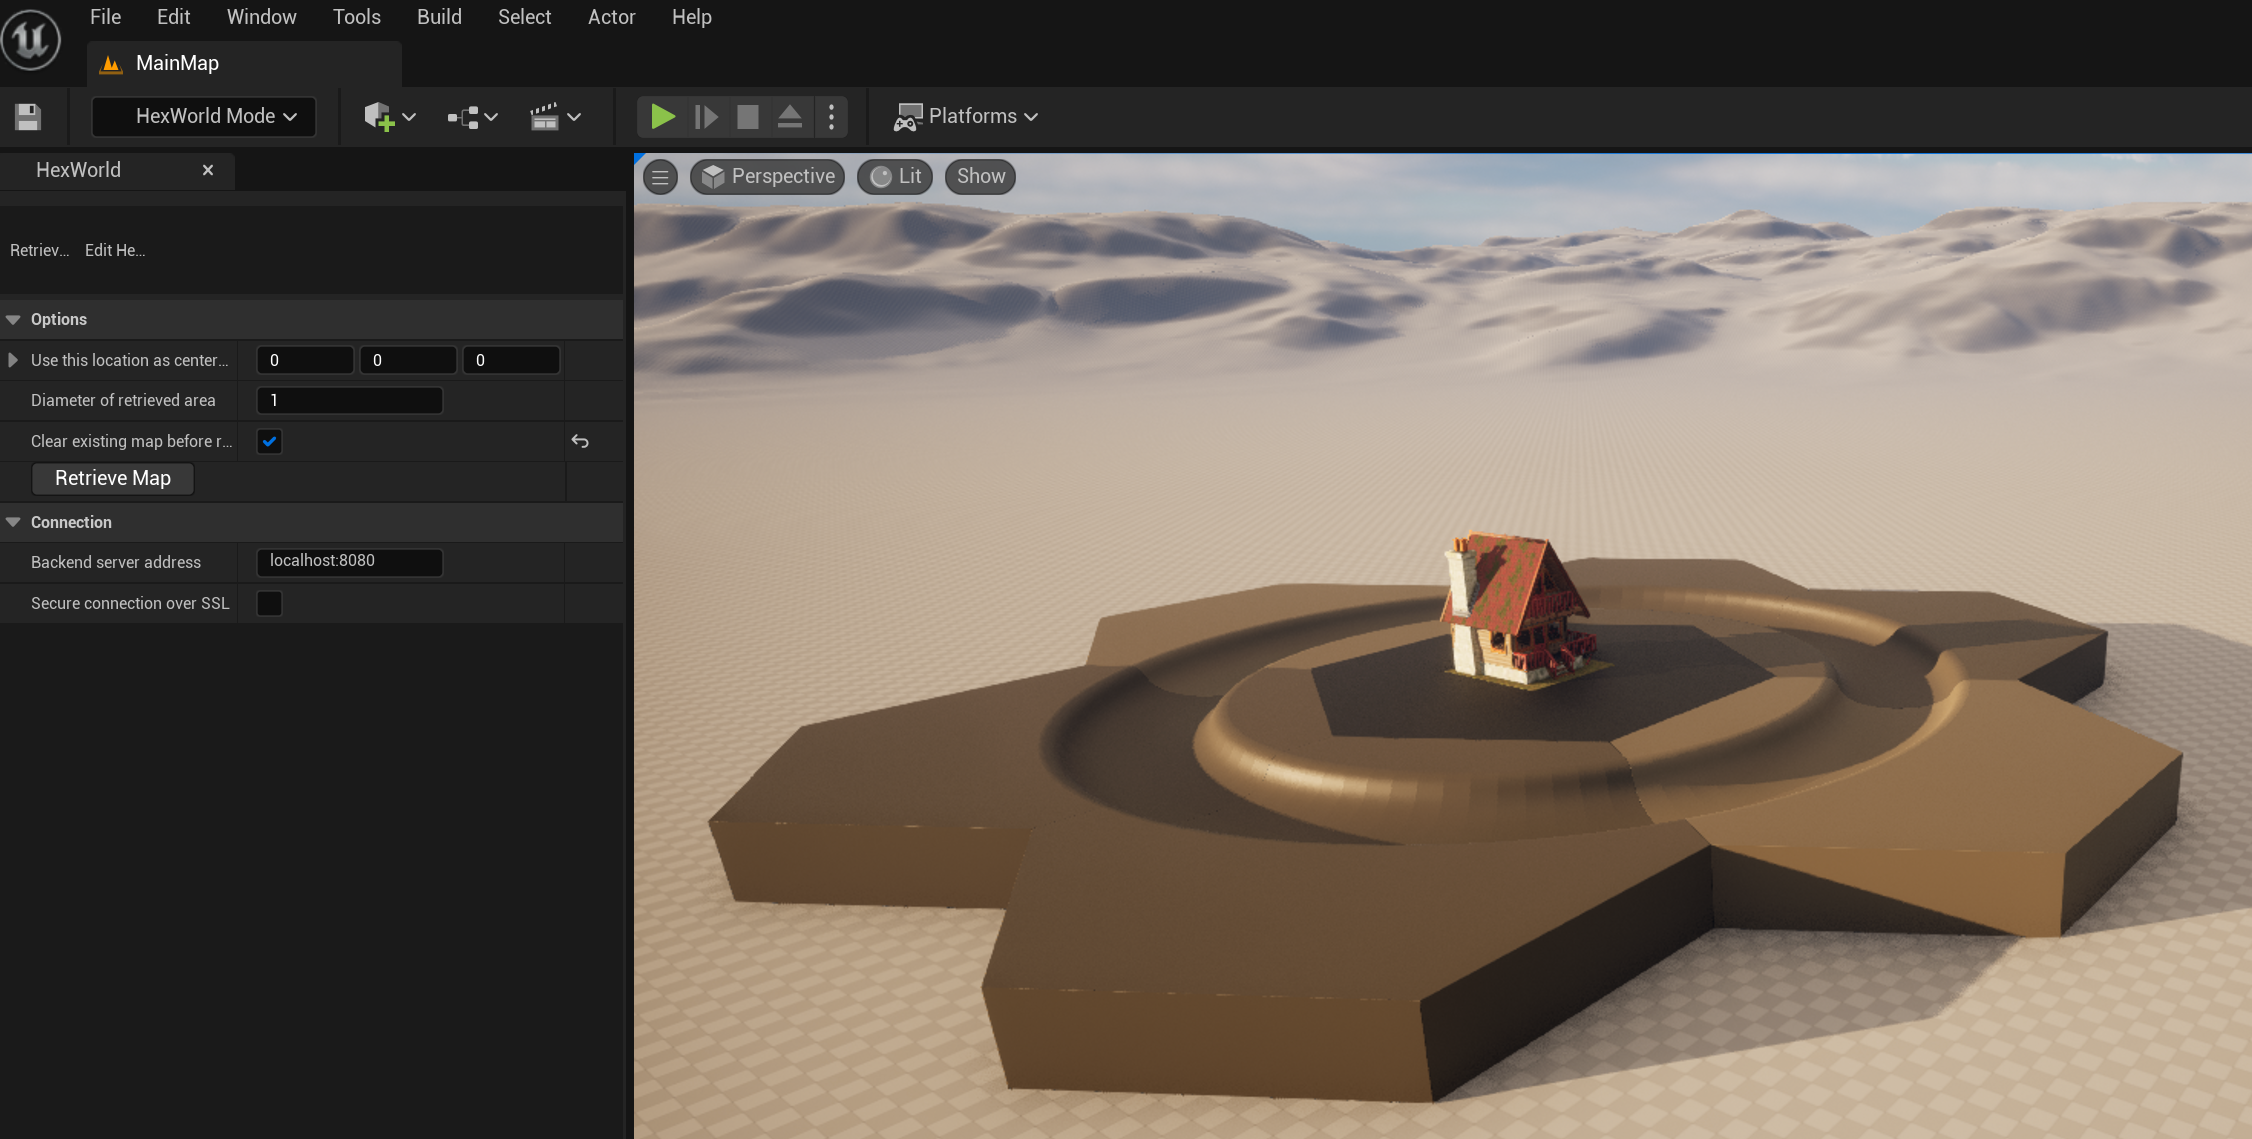 File Edit Window Tools Build Select Actor Help
MainMap
HexWorld Mode Platforms
HexWorld
Perspective Lit Show
Retriev... Edit He...
Options
Use this location as center... 0 0 0
Diameter of retrieved area 1
Clear existing map before r...
Retrieve Map
Connection
Backend server address localhost:8080
Secure connection over SSL